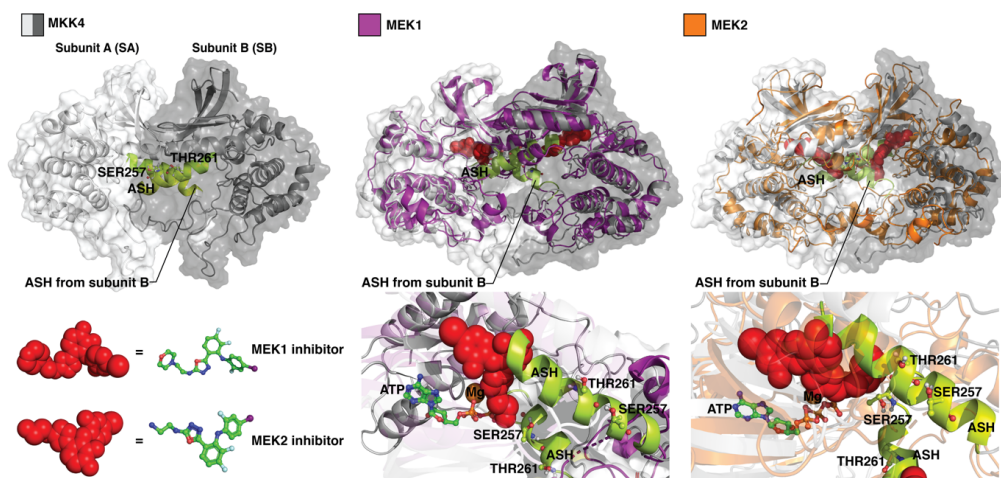 MKK4
Subunit A (SA)
Subunit B (SB)
THR261
SER257
ASH
ASH from subunit B
MEK1
ASH
ASH from subunit B
MEK2
ASH
ASH from subunit B
= MEK1 inhibitor
= MEK2 inhibitor
ASH
ATP
THR261
Mg
SER257
SER257
ASH
THR261
THR261
Mg
SER257
ATP
SER257
ASH
THR261
ASH